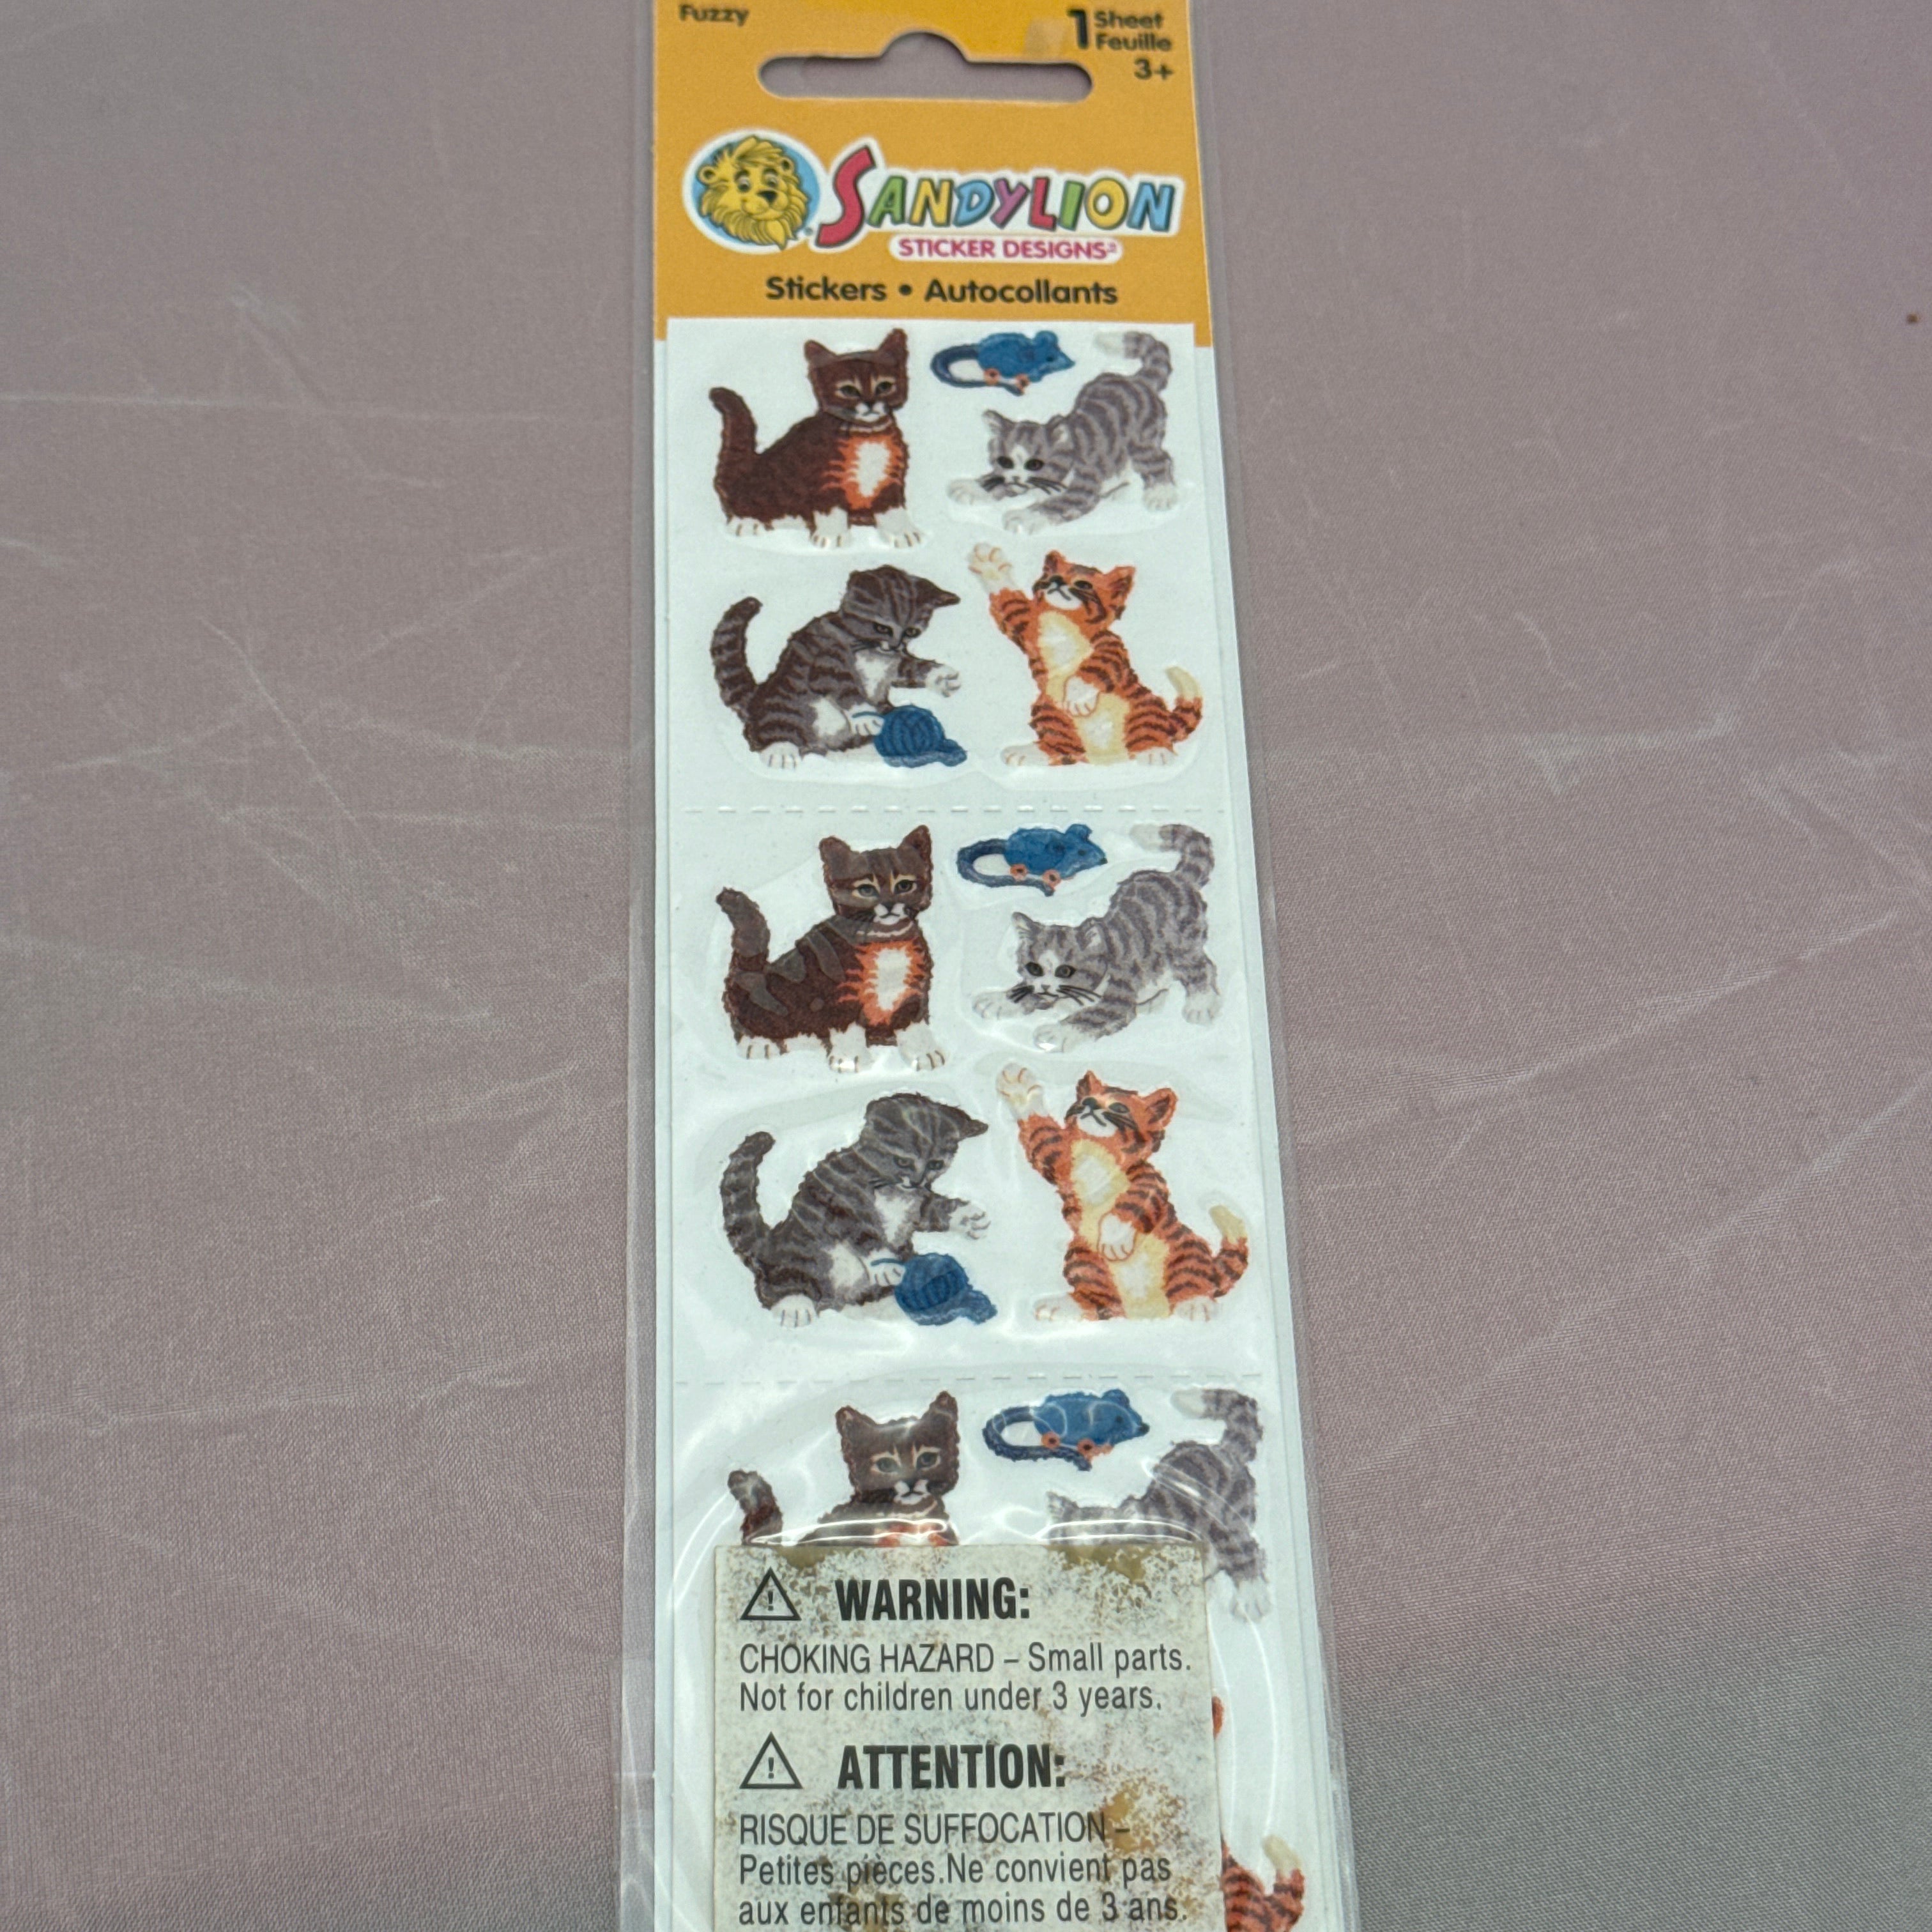 Fuzzy
1 Sheet
Feuille
3+
SANDYLION
STICKER DESIGNS®
Stickers • Autocollants
WARNING:
CHOKING HAZARD – Small parts.
Not for children under 3 years.
ATTENTION:
RISQUE DE SUFFOCATION –
Petites pièces.Ne convient pas
aux enfants de moins de 3 ans.